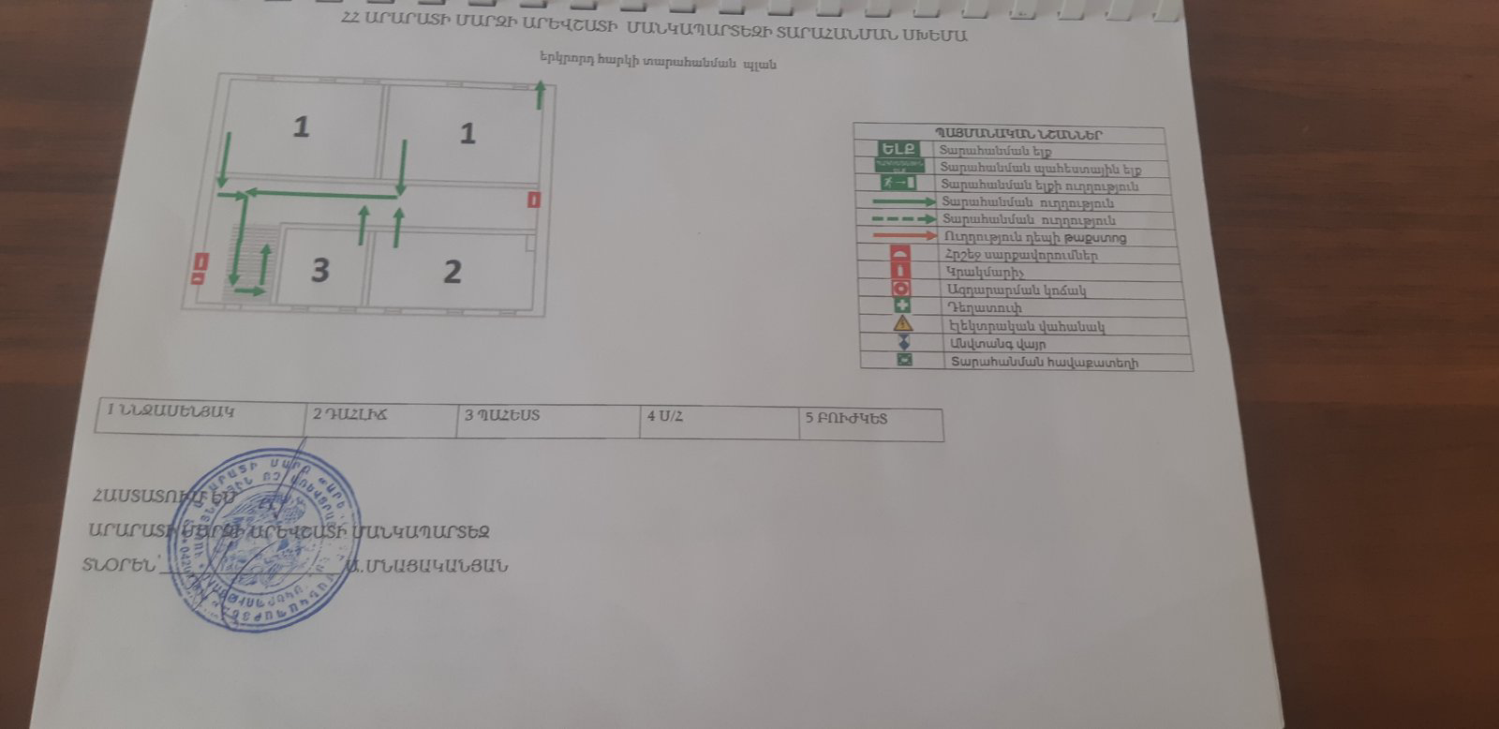 ՀՀ ԱՐԱՐԱՏԻ ՄԱՐԶԻ ԱՐԵՎՇԱՏԻ ՄԱՆԿԱՊԱՐՏԵԶԻ ՏԱՐԱՀԱՆՄԱՆ ՍԽԵՄԱ
երկրորդ հարկի տարահանման պլան
1
1
3
2
ՊԱՅՄԱՆԱԿԱՆ ՆՇԱՆՆԵՐ
ԵԼՔ Տարահանման ելք
Տարահանման պահեստային ելք
Տարահանման ելքի ուղղություն
Տարահանման ուղղություն
Տարահանման ուղղություն
Ուղղություն դեպի թաքստոց
Հրշեջ սարքավորումներ
Կրակմարիչ
Ազդարարման կոճակ
Դեղատուփ
Էլեկտրական վահանակ
Անվտանգ վայր
Տարահանման հավաքատեղի
1 ՆՆՋԱՍԵՆՅԱԿ 2 ԴԱՀԼԻՃ 3 ՊԱՀԵՍՏ 4 Ս/Հ 5 ԲՈՒԺԿԵՏ
ՀԱՍՏԱՏՈՒՄ ԵՄ
ԱՐԱՐԱՏԻ ՄԱՐԶԻ ԱՐԵՎՇԱՏԻ ՄԱՆԿԱՊԱՐՏԵԶ
ՏՆՕՐԵՆ՝ Ա.ՄՆԱՑԱԿԱՆՅԱՆ